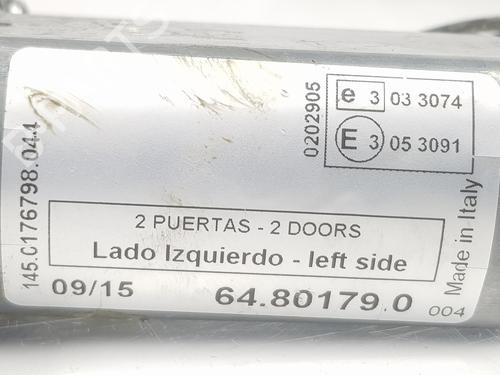 145.0176798.044
0202905
e 3 03 3074
E 3 05 3091
2 PUERTAS - 2 DOORS
Lado Izquierdo - left side
09/15 64.80179.0 004
Made in Italy